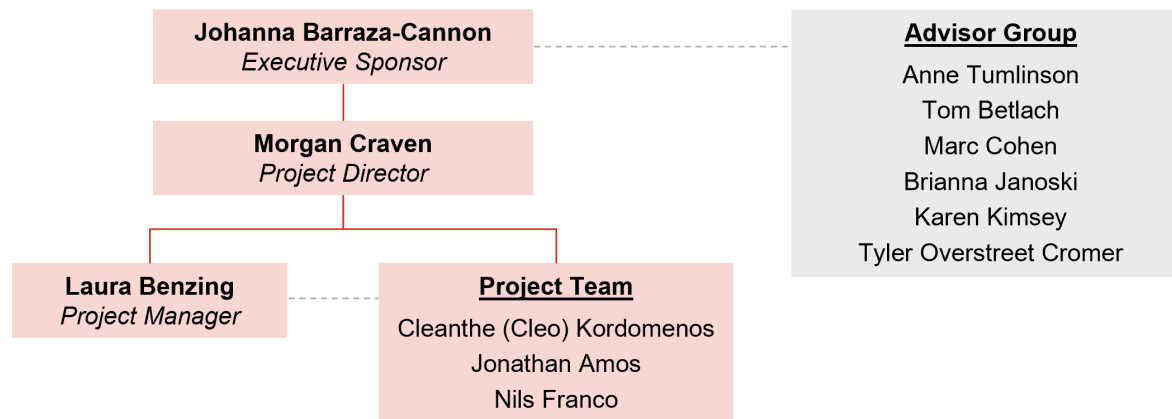 Johanna Barraza-Cannon
Executive Sponsor
Morgan Craven
Project Director
Laura Benzing
Project Manager
Project Team
Cleanthe (Cleo) Kordomenos
Jonathan Amos
Nils Franco
Advisor Group
Anne Tumlinson
Tom Betlach
Marc Cohen
Brianna Janoski
Karen Kimsey
Tyler Overstreet Cromer